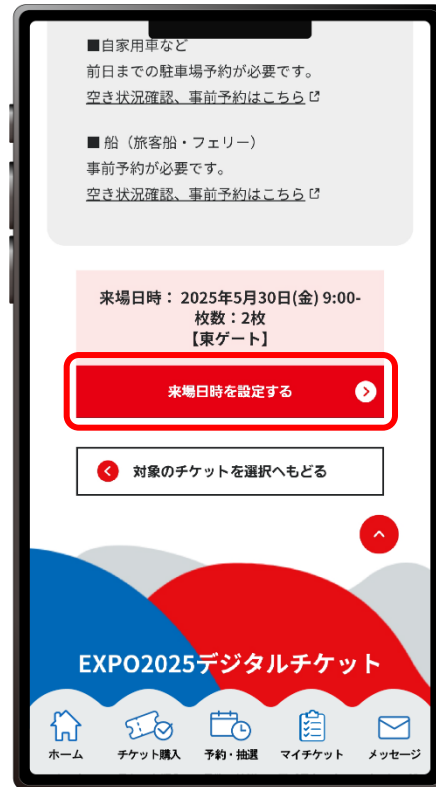 ■自家用車など
前日までの駐車場予約が必要です。
空き状況確認、事前予約はこちら
■ 船（旅客船・フェリー）
事前予約が必要です。
空き状況確認、事前予約はこちら
来場日時： 2025年5月30日(金) 9:00-
枚数：2枚
【東ゲート】
来場日時を設定する
対象のチケットを選択へもどる
EXPO2025デジタルチケット
ホーム
チケット購入
予約・抽選
マイチケット
メッセージ